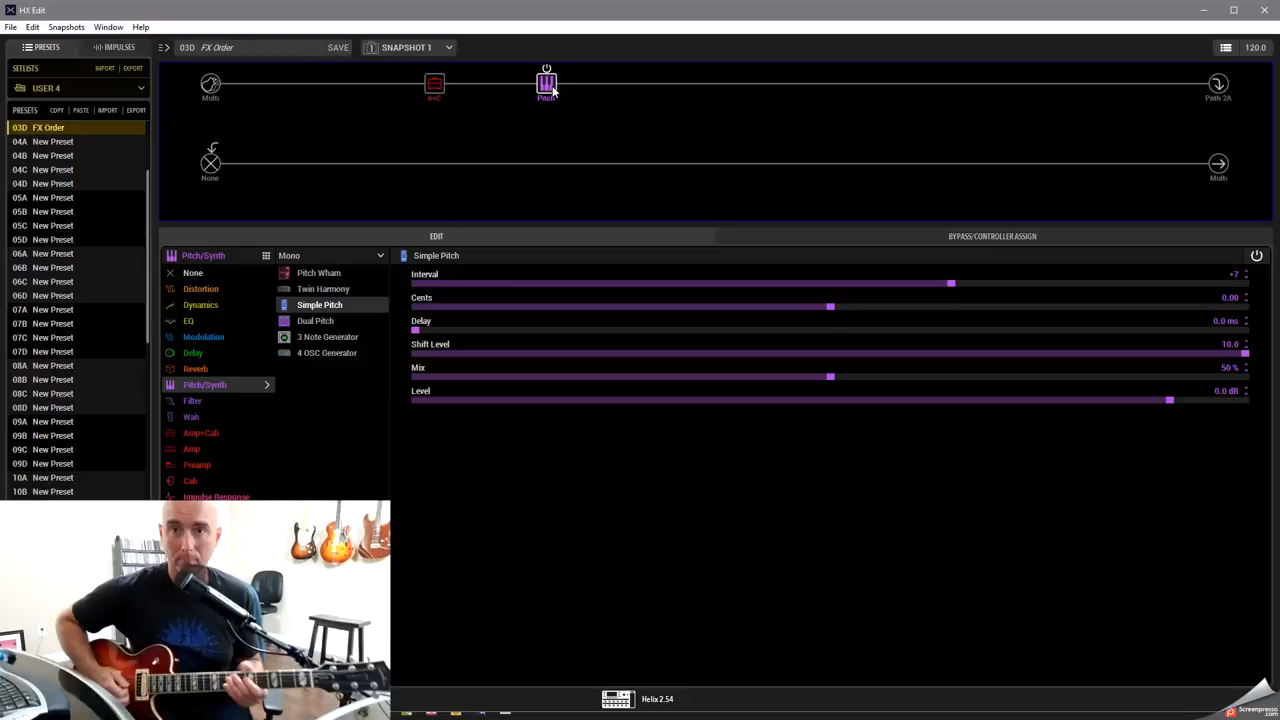 HX Edit
File Edit Snapshots Window Help
PRESETS IMPULSES
03D FX Order SAVE
1 SNAPSHOT 1
120.0
SETLISTS IMPORT EXPORT
USER 4
PRESETS COPY PASTE IMPORT EXPORT
03D FX Order
04A New Preset
04B New Preset
04C New Preset
04D New Preset
05A New Preset
05B New Preset
05C New Preset
05D New Preset
06A New Preset
06B New Preset
06C New Preset
06D New Preset
07A New Preset
07B New Preset
07C New Preset
07D New Preset
08A New Preset
08B New Preset
08C New Preset
08D New Preset
09A New Preset
09B New Preset
09C New Preset
09D New Preset
10A New Preset
10B New Preset
Multi A+C Pitch Path 2A
None Multi
EDIT BYPASS/CONTROLLER ASSIGN
Pitch/Synth Mono
None
Distortion
Dynamics
EQ
Modulation
Delay
Reverb
Pitch/Synth
Filter
Wah
Amp+Cab
Amp
Preamp
Cab
Impulse Response
Pitch Wham
Twin Harmony
Simple Pitch
Dual Pitch
3 Note Generator
4 OSC Generator
Simple Pitch
Interval +7
Cents 0.00
Delay 0.0 ms
Shift Level 10.0
Mix 50 %
Level 0.0 dB
Helix 2.54
Screenpresso
.com